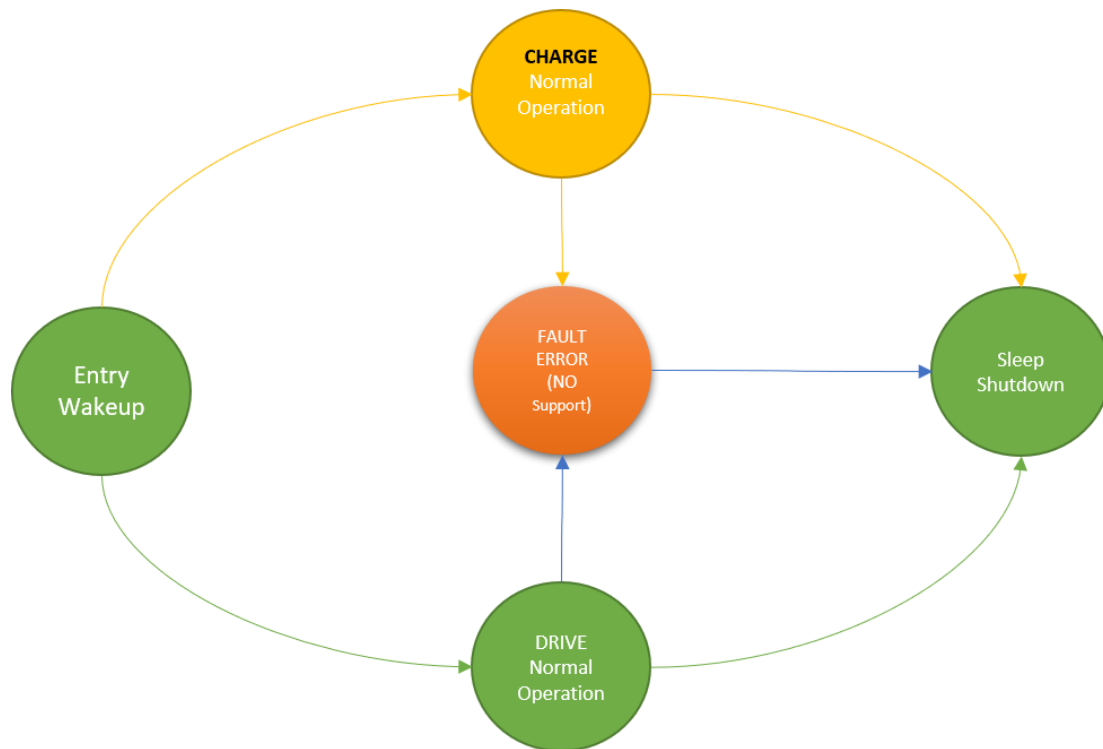 CHARGE
Normal
Operation
Entry
Wakeup
FAULT
ERROR
(NO
Support)
Sleep
Shutdown
DRIVE
Normal
Operation